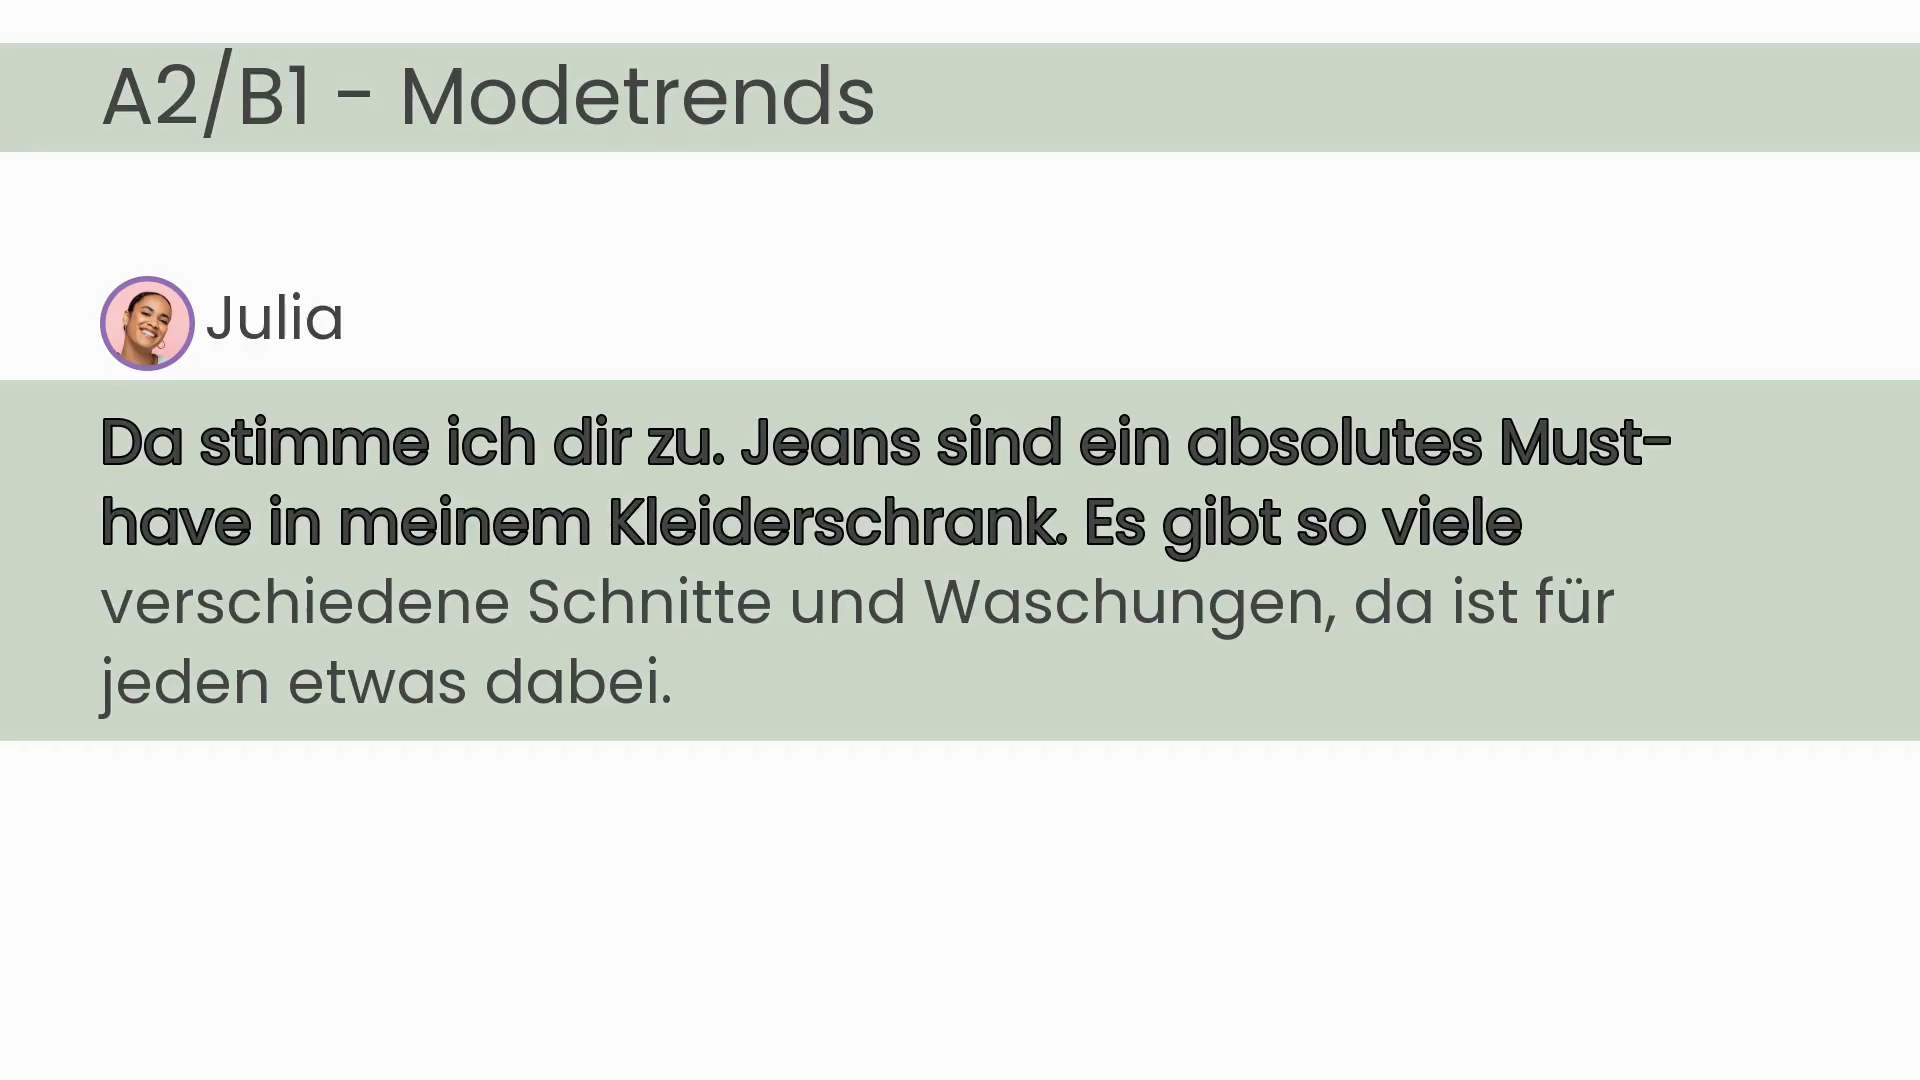 A2/B1 - Modetrends
Julia
Da stimme ich dir zu. Jeans sind ein absolutes Must-
have in meinem Kleiderschrank. Es gibt so viele
verschiedene Schnitte und Waschungen, da ist für
jeden etwas dabei.